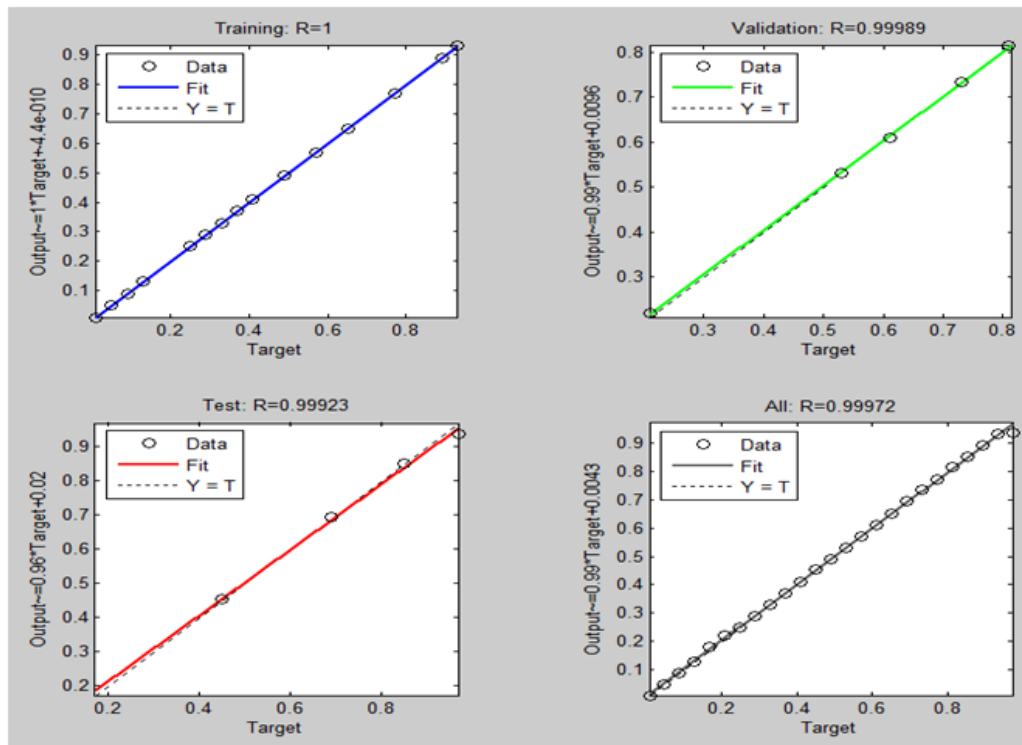 Training: R=1
Output~=1*Target+-4.4e-010
0.9
0.8
0.7
0.6
0.5
0.4
0.3
0.2
0.1
Data
Fit
Y = T
0.2
0.4
0.6
0.8
Target
Validation: R=0.99989
Output~=0.99*Target+0.0096
0.8
0.7
0.6
0.5
0.4
0.3
Data
Fit
Y = T
0.3
0.4
0.5
0.6
0.7
0.8
Target
Test: R=0.99923
Output~=0.96*Target+0.02
0.9
0.8
0.7
0.6
0.5
0.4
0.3
0.2
Data
Fit
Y = T
0.2
0.4
0.6
0.8
Target
All: R=0.99972
Output~=0.99*Target+0.0043
0.9
0.8
0.7
0.6
0.5
0.4
0.3
0.2
0.1
Data
Fit
Y = T
0.2
0.4
0.6
0.8
Target